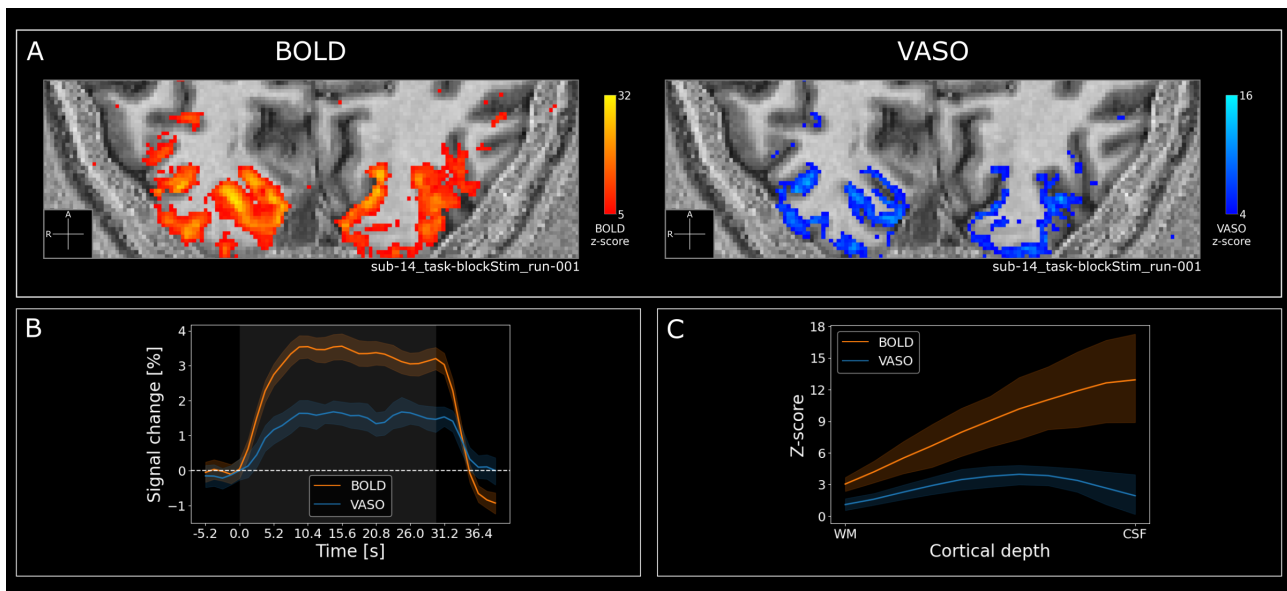 A
BOLD
VASO
32
5
BOLD
z-score
A
R
sub-14_task-blockStim_run-001
16
4
VASO
z-score
A
R
sub-14_task-blockStim_run-001
B
Signal change [%]
4
3
2
1
0
−1
BOLD
VASO
-5.2 0.0 5.2 10.4 15.6 20.8 26.0 31.2 36.4
Time [s]
C
Z-score
18
15
12
9
6
3
0
BOLD
VASO
WM CSF
Cortical depth